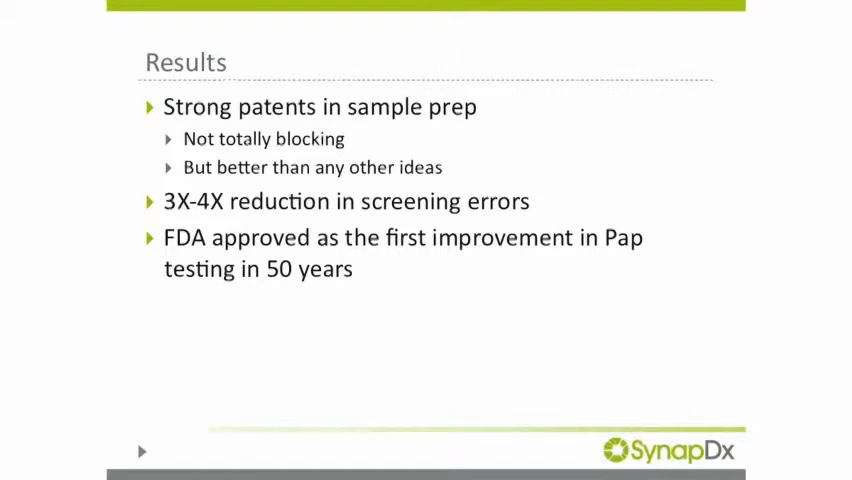 Results
Strong patents in sample prep
Not totally blocking
But better than any other ideas
3X-4X reduction in screening errors
FDA approved as the first improvement in Pap
testing in 50 years
SynapDx